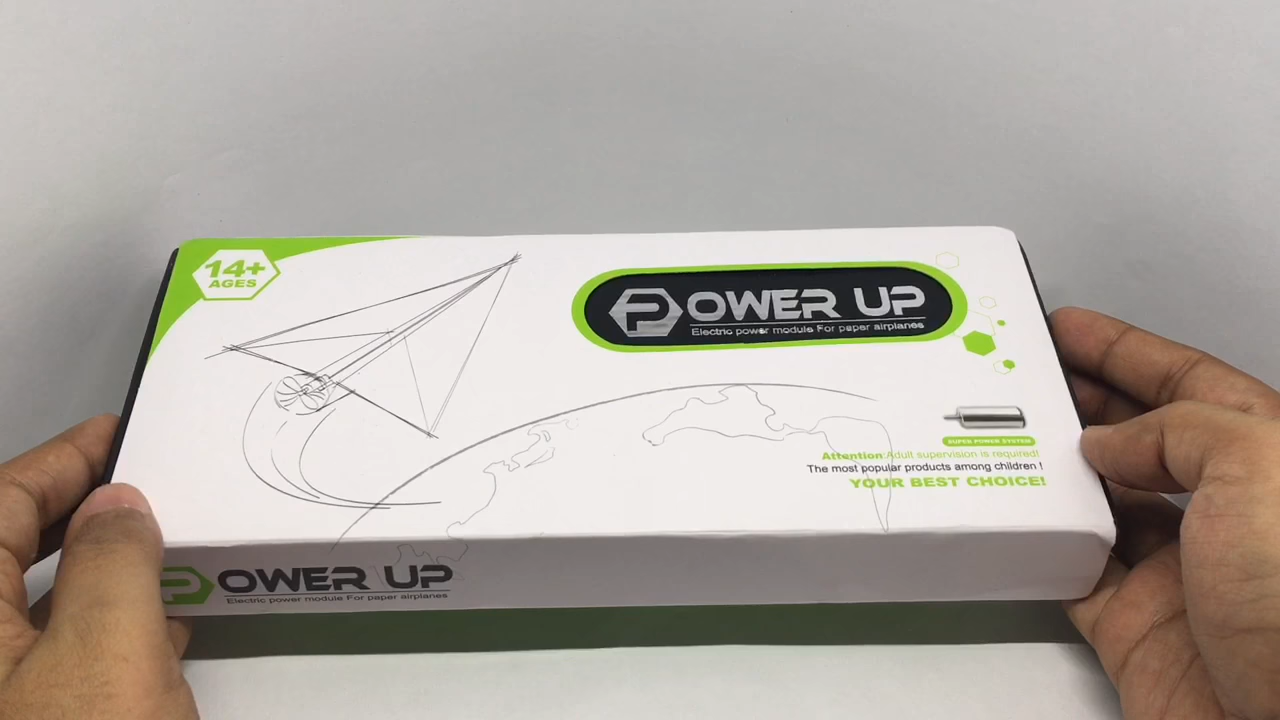 14+
AGES
POWER UP
Electric power module For paper airplanes
SUPER POWER SYSTEM
Attention:Adult supervision is required!
The most popular products among children !
YOUR BEST CHOICE!
POWER UP
Electric power module For paper airplanes